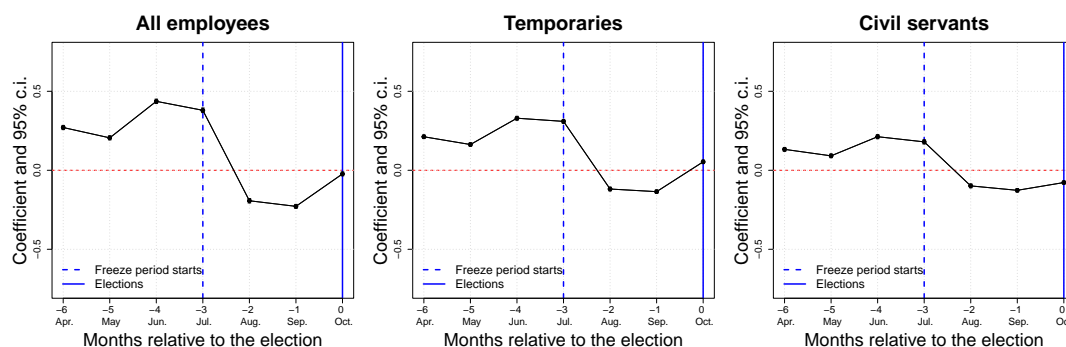 All employees
Coefficient and 95% c.i.
0.5
0.0
−0.5
Freeze period starts
Elections
−6 −5 −4 −3 −2 −1 0
Apr. May Jun. Jul. Aug. Sep. Oct.
Months relative to the election
Temporaries
Coefficient and 95% c.i.
0.5
0.0
−0.5
Freeze period starts
Elections
−6 −5 −4 −3 −2 −1 0
Apr. May Jun. Jul. Aug. Sep. Oct.
Months relative to the election
Civil servants
Coefficient and 95% c.i.
0.5
0.0
−0.5
Freeze period starts
Elections
−6 −5 −4 −3 −2 −1 0
Apr. May Jun. Jul. Aug. Sep. Oct.
Months relative to the election